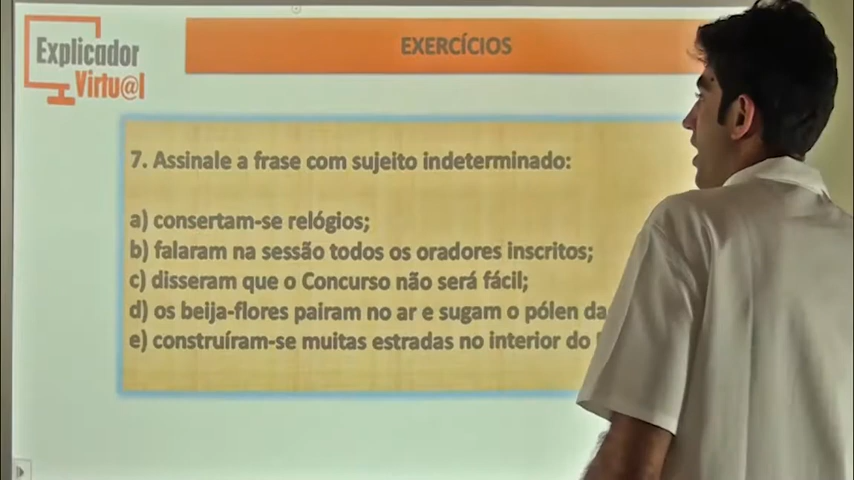 Explicador
Virtu@l
EXERCÍCIOS
7. Assinale a frase com sujeito indeterminado:
a) consertam-se relógios;
b) falaram na sessão todos os oradores inscritos;
c) disseram que o Concurso não será fácil;
d) os beija-flores pairam no ar e sugam o pólen
e) construíram-se muitas estradas no interior do